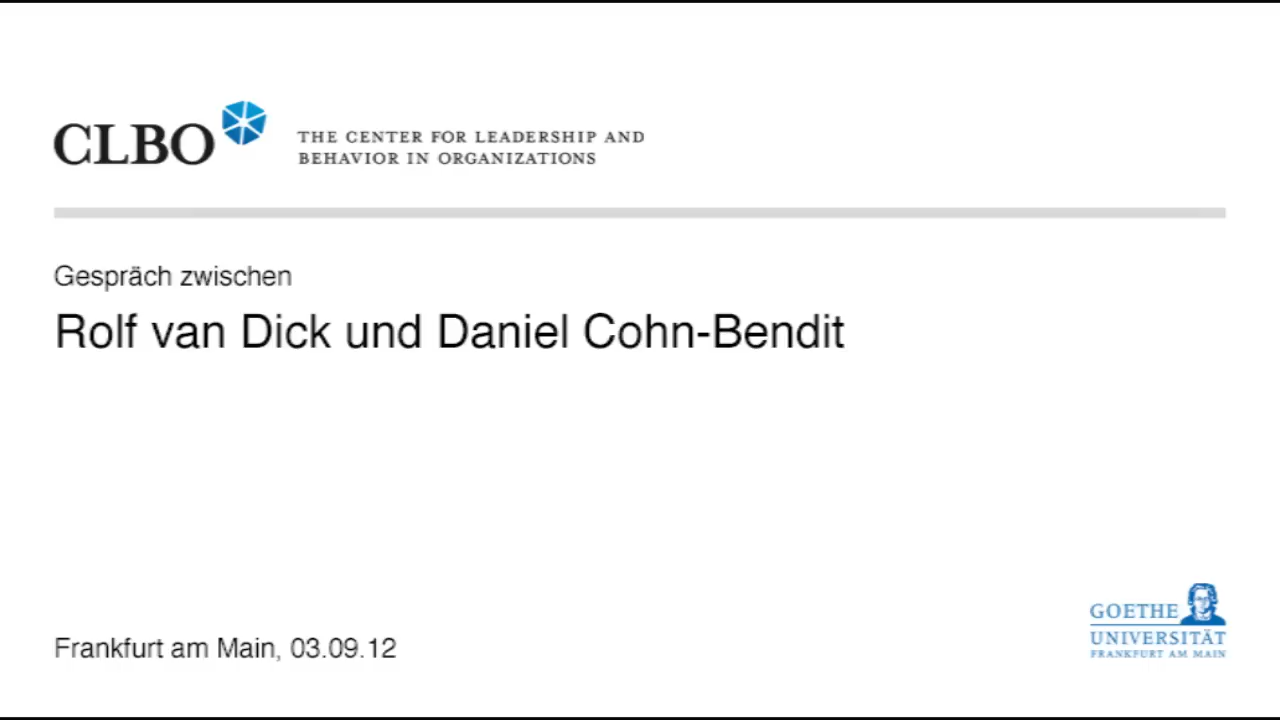 CLBO
THE CENTER FOR LEADERSHIP AND
BEHAVIOR IN ORGANIZATIONS
Gespräch zwischen
Rolf van Dick und Daniel Cohn-Bendit
Frankfurt am Main, 03.09.12
GOETHE
UNIVERSITÄT
FRANKFURT AM MAIN